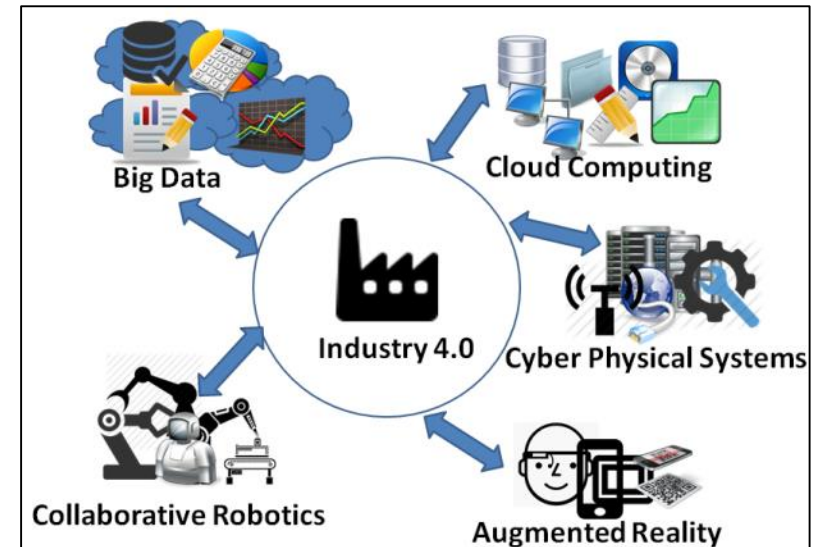 Big Data
Cloud Computing
Industry 4.0
Cyber Physical Systems
Collaborative Robotics
Augmented Reality